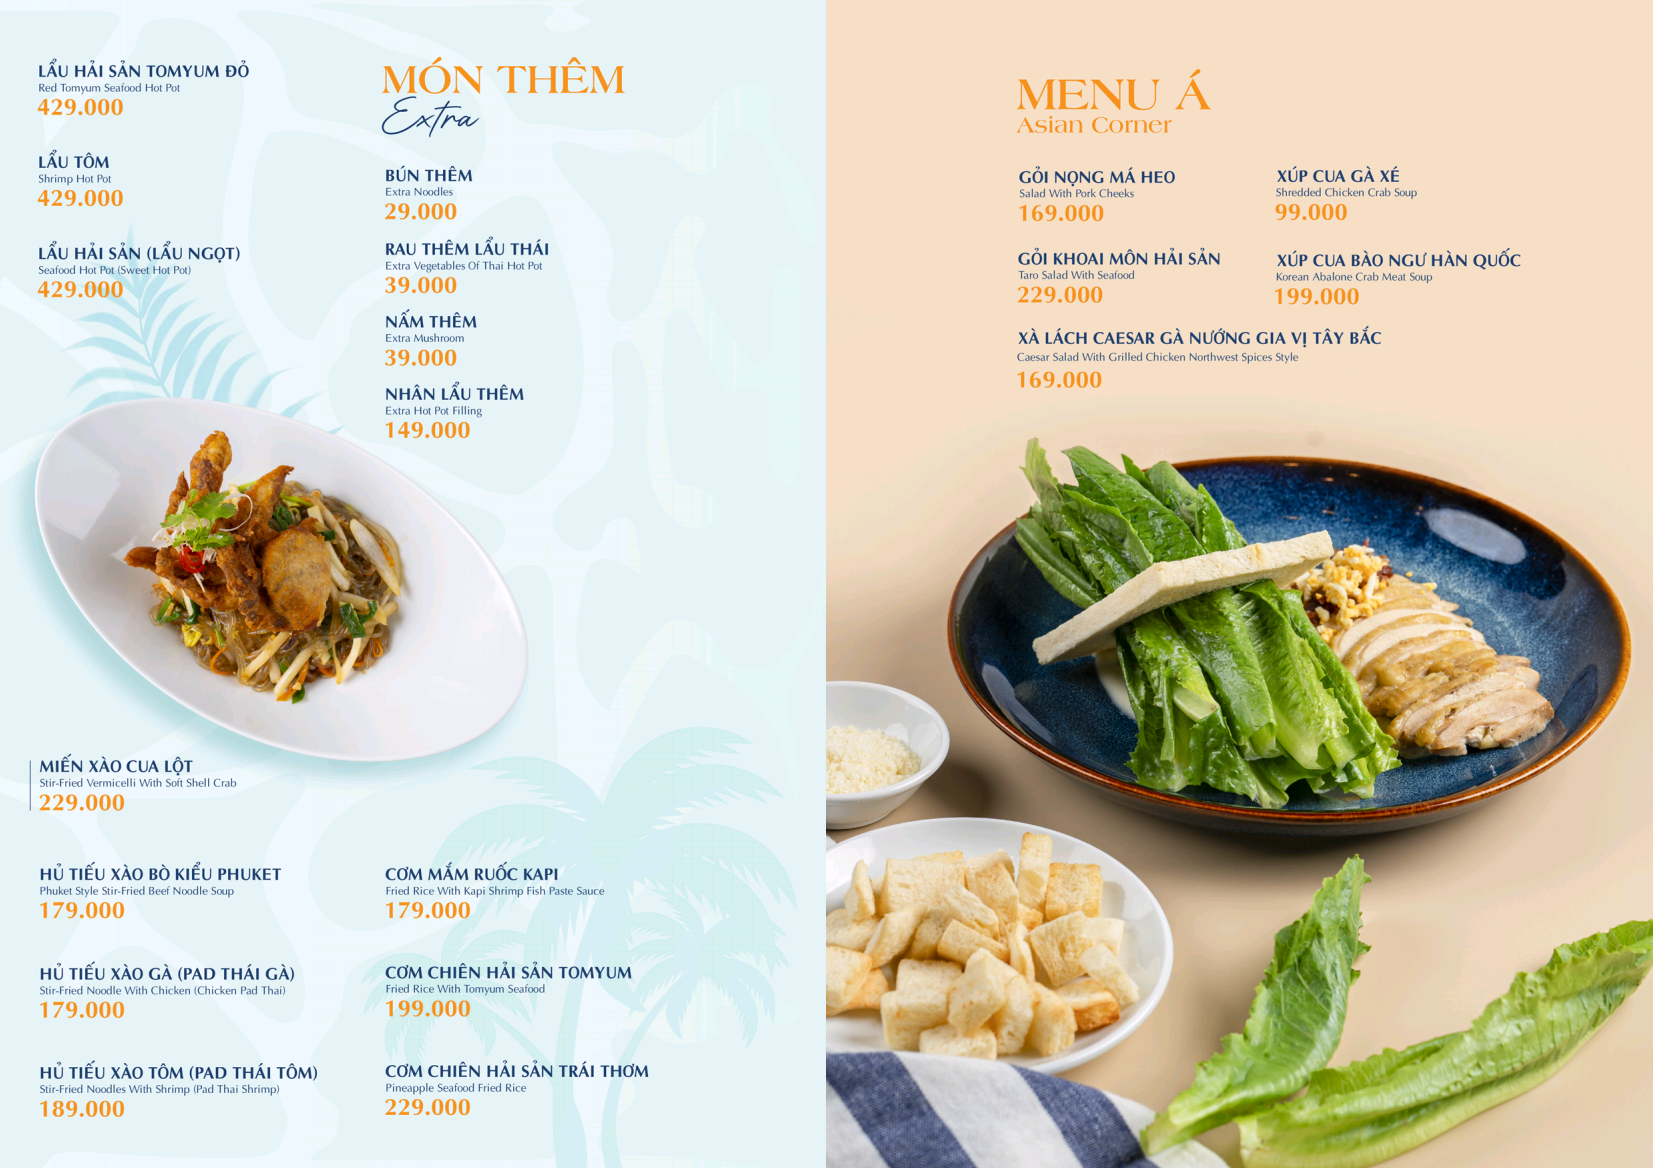 LẨU HẢI SẢN TOMYUM ĐỎ
Red Tomyum Seafood Hot Pot
429.000
LẨU TÔM
Shrimp Hot Pot
429.000
LẨU HẢI SẢN (LẨU NGỌT)
Seafood Hot Pot (Sweet Hot Pot)
429.000
MÓN THÊM
Extra
BÚN THÊM
Extra Noodles
29.000
RAU THÊM LẨU THÁI
Extra Vegetables Of Thai Hot Pot
39.000
NẤM THÊM
Extra Mushroom
39.000
NHÂN LẨU THÊM
Extra Hot Pot Filling
149.000
MIẾN XÀO CUA LỘT
Stir-Fried Vermicelli With Soft Shell Crab
229.000
HỦ TIẾU XÀO BÒ KIỂU PHUKET
Phuket Style Stir-Fried Beef Noodle Soup
179.000
HỦ TIẾU XÀO GÀ (PAD THÁI GÀ)
Stir-Fried Noodle With Chicken (Chicken Pad Thai)
179.000
HỦ TIẾU XÀO TÔM (PAD THÁI TÔM)
Stir-Fried Noodles With Shrimp (Pad Thai Shrimp)
189.000
CƠM MẮM RUỐC KAPI
Fried Rice With Kapi Shrimp Fish Paste Sauce
179.000
CƠM CHIÊN HẢI SẢN TOMYUM
Fried Rice With Tomyum Seafood
199.000
CƠM CHIÊN HẢI SẢN TRÁI THƠM
Pineapple Seafood Fried Rice
229.000
MENU Á
Asian Corner
GỎI NỌNG MÁ HEO
Salad With Pork Cheeks
169.000
GỎI KHOAI MÔN HẢI SẢN
Taro Salad With Seafood
229.000
XÚP CUA GÀ XÉ
Shredded Chicken Crab Soup
99.000
XÚP CUA BÀO NGƯ HÀN QUỐC
Korean Abalone Crab Meat Soup
199.000
XÀ LÁCH CAESAR GÀ NƯỚNG GIA VỊ TÂY BẮC
Caesar Salad With Grilled Chicken Northwest Spices Style
169.000